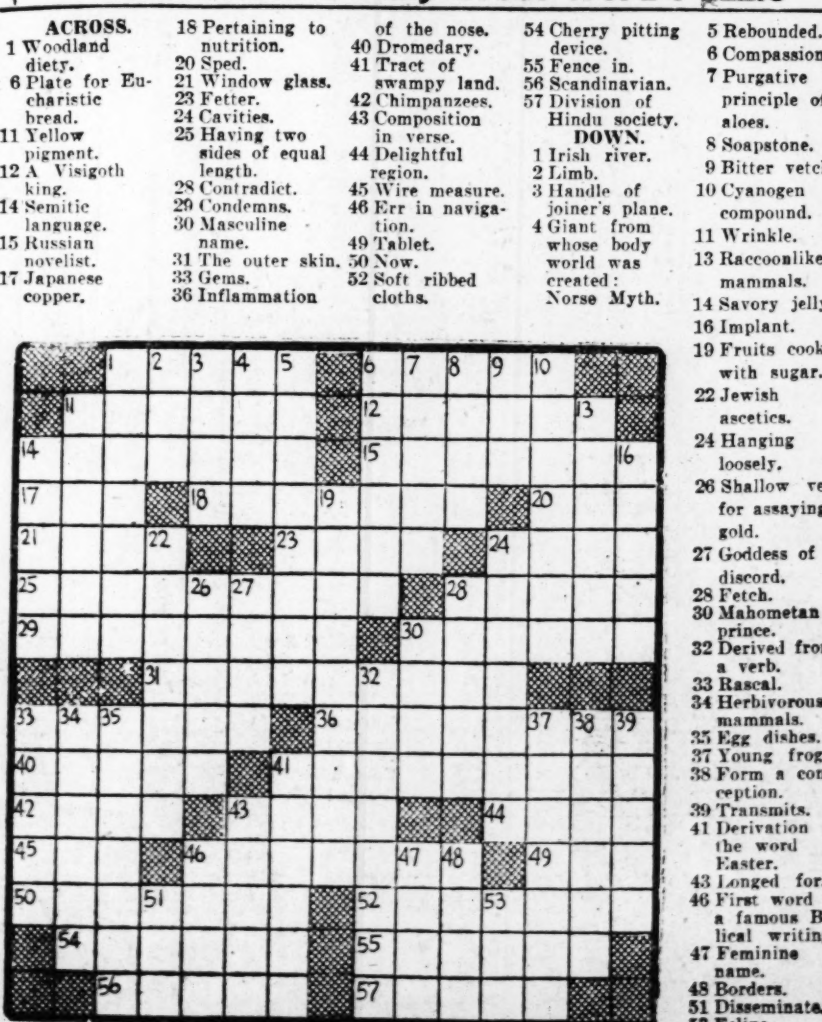 ACROSS.
1 Woodland
diety.
6 Plate for Eu-
charistic
bread.
11 Yellow
pigment.
12 A Visigoth
king.
14 Semitic
language.
15 Russian
novelist.
17 Japanese
copper.
18 Pertaining to
nutrition.
20 Sped.
21 Window glass.
23 Fetter.
24 Cavities.
25 Having two
sides of equal
length.
28 Contradict.
29 Condemns.
30 Masculine
name.
31 The outer skin.
33 Gems.
36 Inflammation
of the nose.
40 Dromedary.
41 Tract of
swampy land.
42 Chimpanzees.
43 Composition
in verse.
44 Delightful
region.
45 Wire measure.
46 Err in naviga-
tion.
49 Tablet.
50 Now.
52 Soft ribbed
cloths.
54 Cherry pitting
device.
55 Fence in.
56 Scandinavian.
57 Division of
Hindu society.
DOWN.
1 Irish river.
2 Limb.
3 Handle of
joiner's plane.
4 Giant from
whose body
world was
created:
Norse Myth.
5 Rebounded.
6 Compassion
7 Purgative
principle of
aloes.
8 Soapstone.
9 Bitter vetch
10 Cyanogen
compound.
11 Wrinkle.
13 Raccoonlike
mammals.
14 Savory jelly
16 Implant.
19 Fruits cook
with sugar.
22 Jewish
ascetics.
24 Hanging
loosely.
26 Shallow ve
for assaying
gold.
27 Goddess of
discord.
28 Fetch.
30 Mahometan
prince.
32 Derived from
a verb.
33 Rascal.
34 Herbivorous
mammals.
35 Egg dishes.
37 Young frog
38 Form a con
ception.
39 Transmits.
41 Derivation
the word
Easter.
43 Longed for.
46 First word
a famous B
lical writin
47 Feminine
name.
48 Borders.
51 Disseminate.
1 2 3 4 5 6 7 8 9 10
11 12 13
14 15 16
17 18 19 20
21 22 23 24
25 26 27 28
29 30
31 32
33 34 35 36 37 38 39
40 41
42 43 44
45 46 47 48 49
50 51 52 53
54 55
56 57